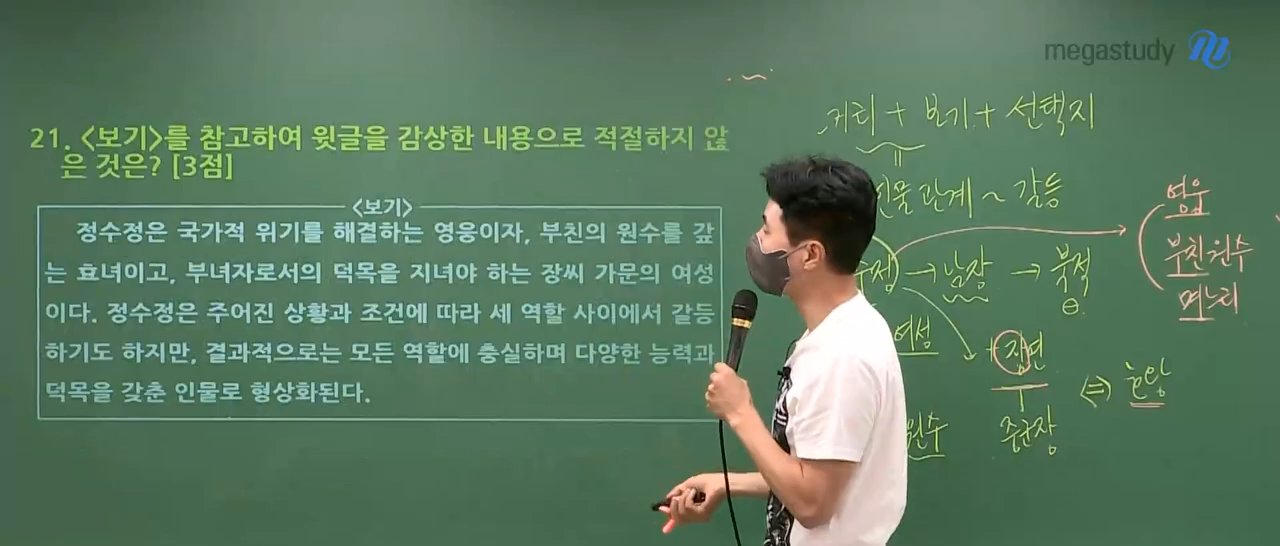 megastudy
21. <보기>를 참고하여 윗글을 감상한 내용으로 적절하지 않
은 것은? [3점]
<보기>
정수정은 국가적 위기를 해결하는 영웅이자, 부친의 원수를 갚
는 효녀이고, 부녀자로서의 덕목을 지녀야 하는 장씨 가문의 여성
이다. 정수정은 주어진 상황과 조건에 따라 세 역할 사이에서 갈등
하기도 하지만, 결과적으로는 모든 역할에 충실하며 다양한 능력과
덕목을 갖춘 인물로 형상화된다.
+ 보기 + 선택지
=
인물 관계 ~ 갈등
영웅
부친원수
며느리
→ 남장 → 북적
여성
원수
중군장